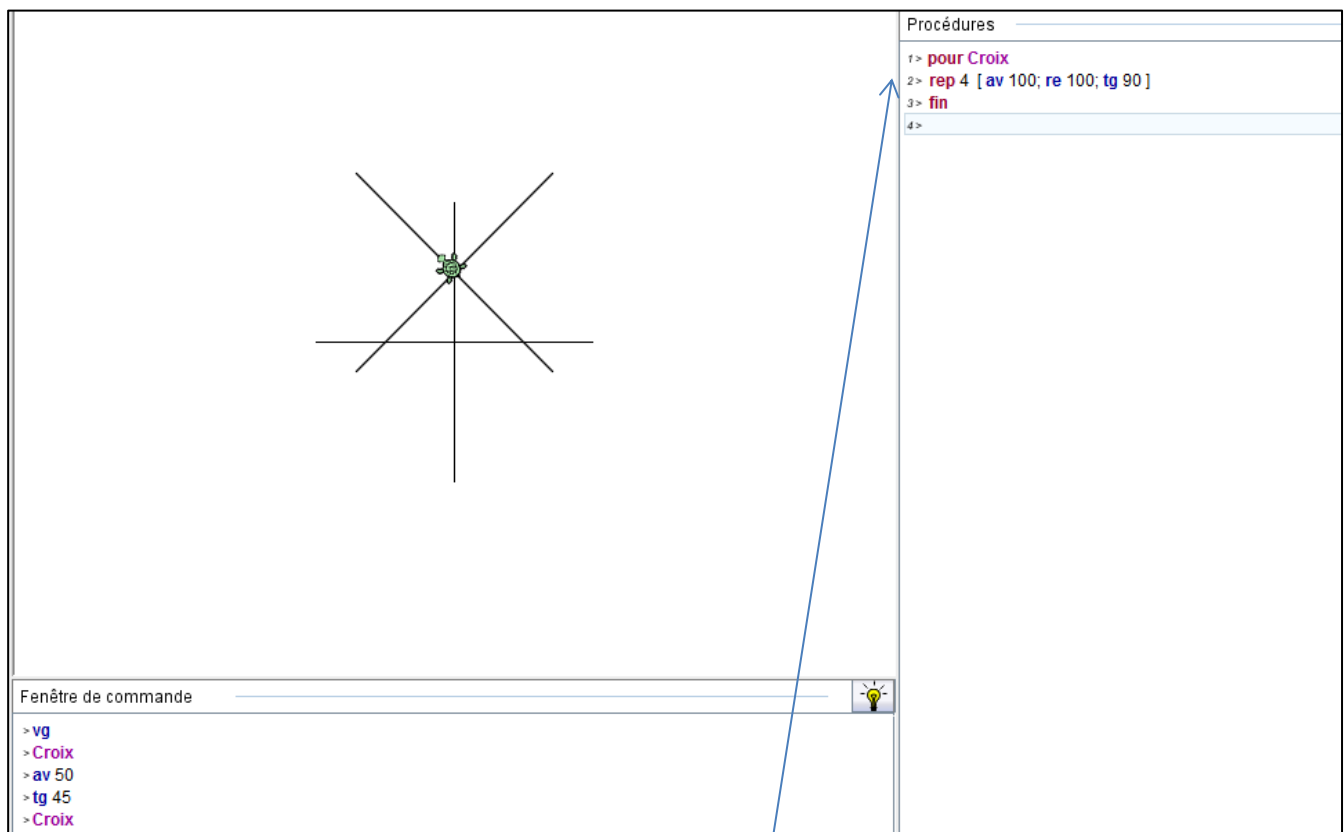 Procédures
1> pour Croix
2> rep 4 [ av 100; re 100; tg 90 ]
3> fin
4>
Fenêtre de commande
> vg
> Croix
> av 50
> tg 45
> Croix